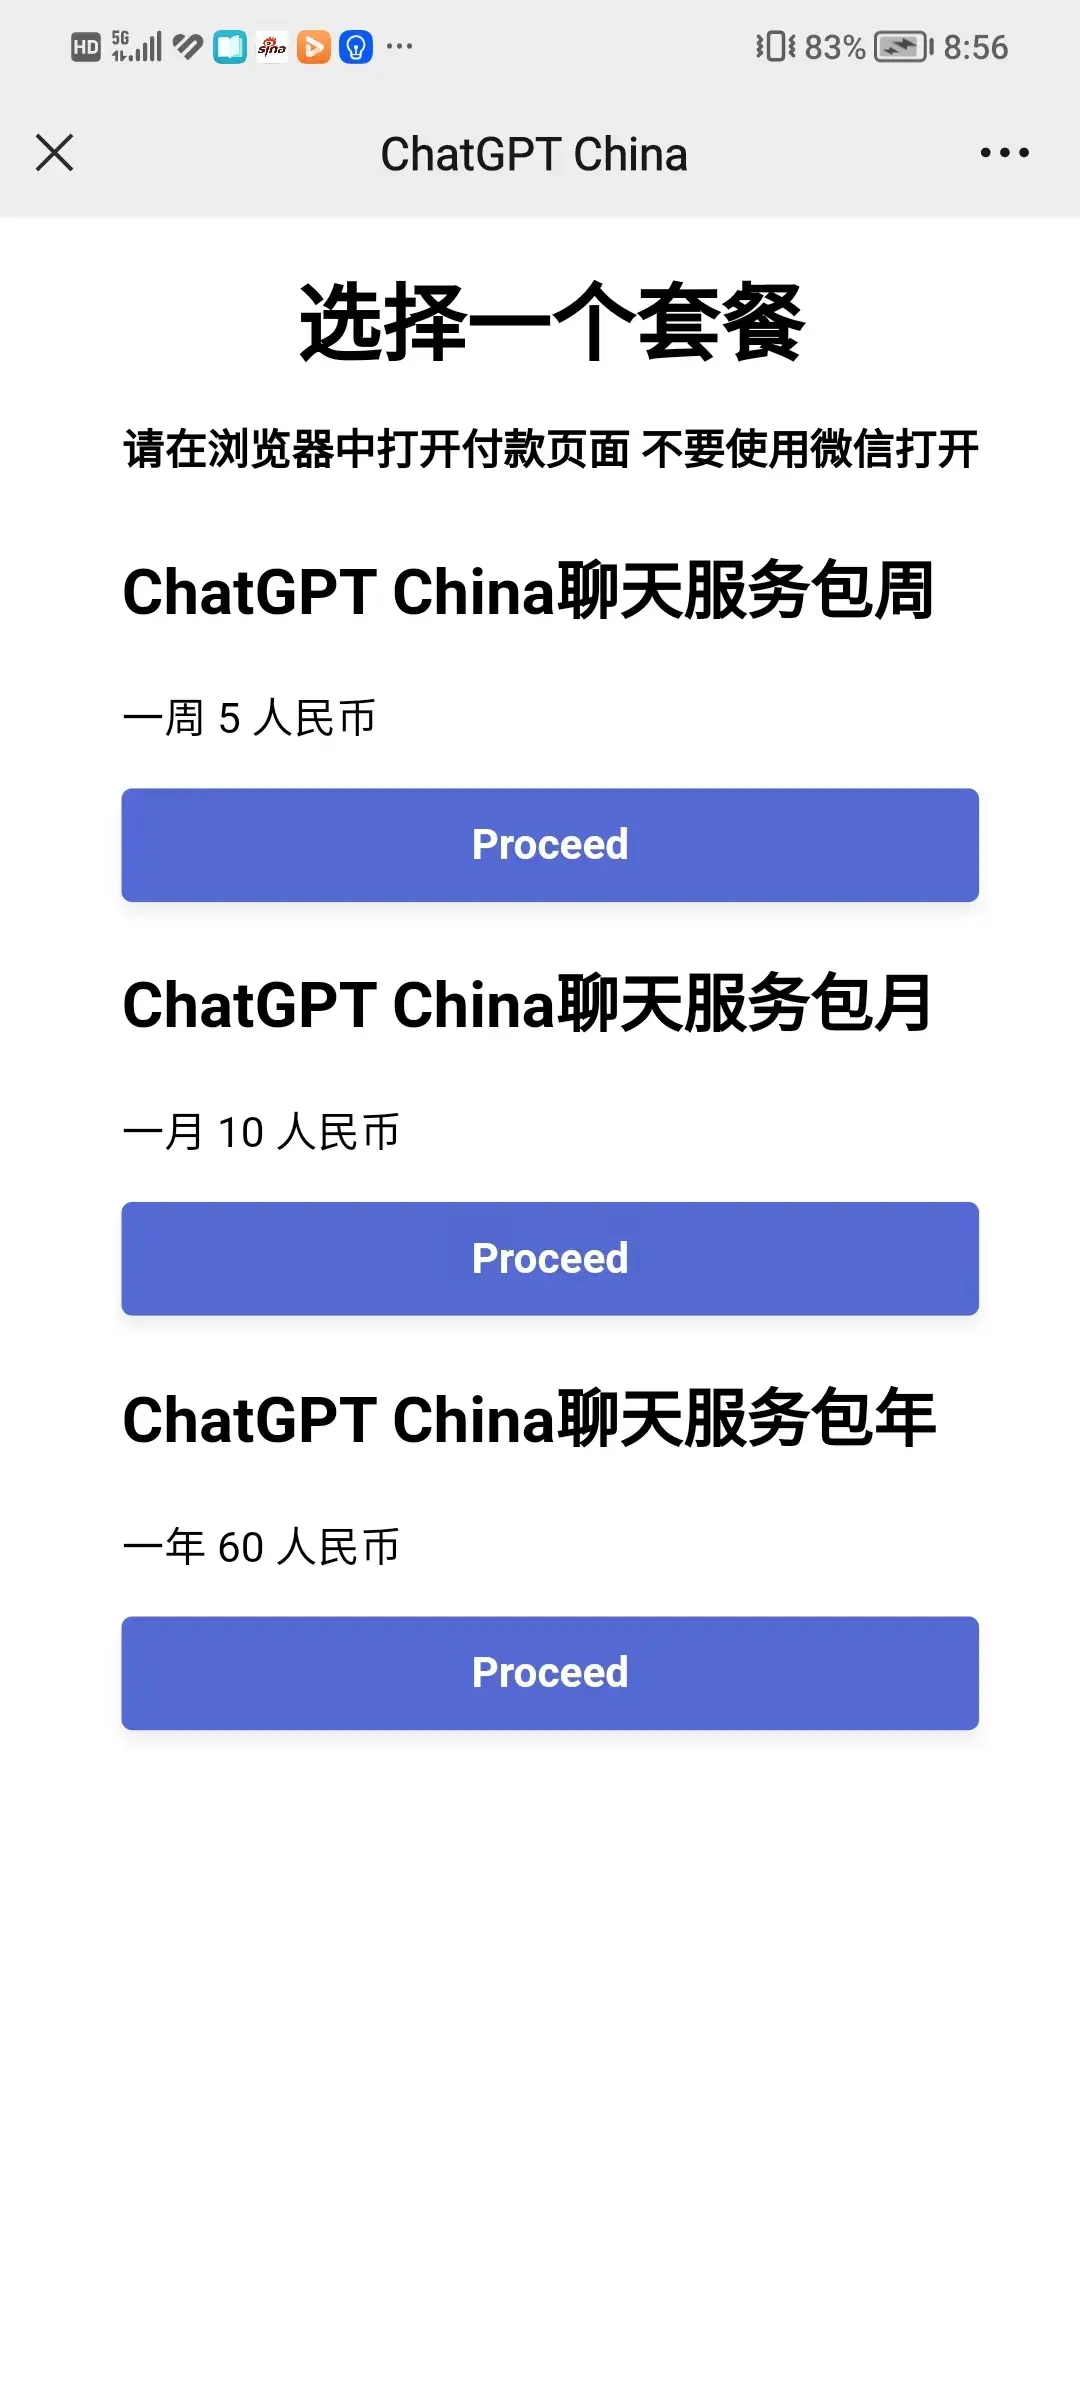 HD 5G sina 83% 8:56
ChatGPT China
选择一个套餐
请在浏览器中打开付款页面 不要使用微信打开
ChatGPT China聊天服务包周
一周 5 人民币
Proceed
ChatGPT China聊天服务包月
一月 10 人民币
Proceed
ChatGPT China聊天服务包年
一年 60 人民币
Proceed